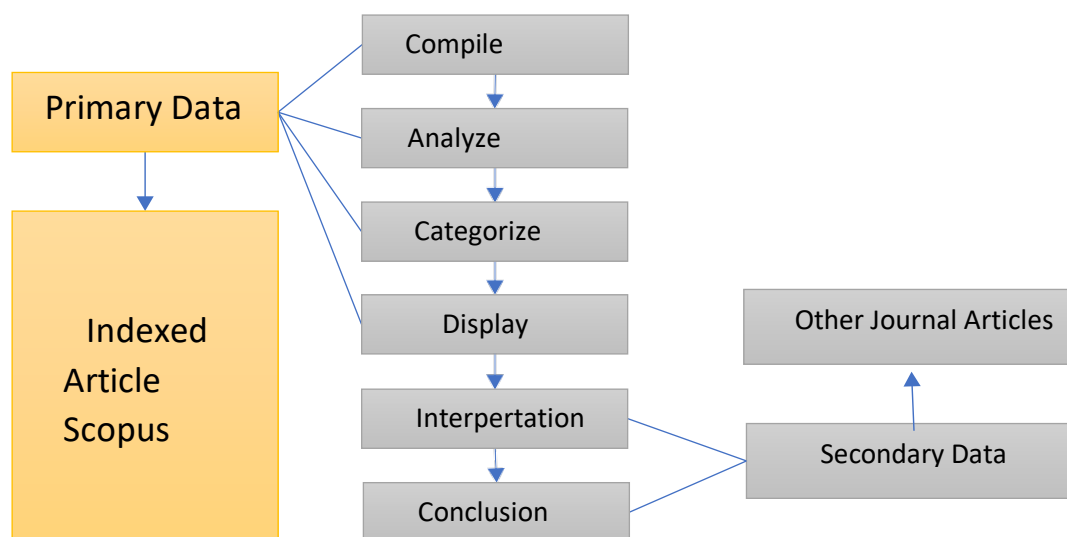 Compile
Primary Data
Analyze
Categorize
Indexed
Article
Scopus
Display
Other Journal Articles
Interpertation
Secondary Data
Conclusion